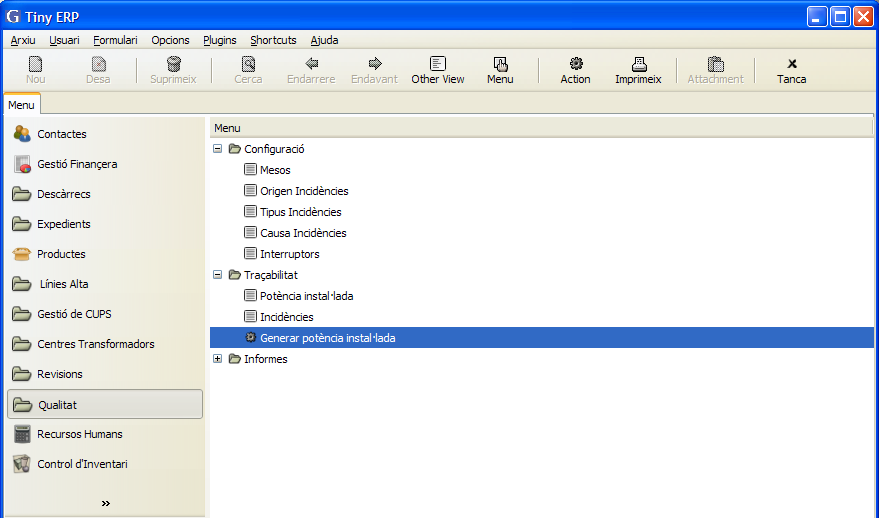 Tiny ERP
Arxiu Usuari Formulari Opcions Plugins Shortcuts Ajuda
Nou Desa Suprimeix Cerca Endarrere Endavant Other View Menu Action Imprimeix Attachment Tanca
Menu
Contactes
Gestió Finançera
Descàrrecs
Expedients
Productes
Línies Alta
Gestió de CUPS
Centres Transformadors
Revisions
Qualitat
Recursos Humans
Control d'Inventari
»
Menu
Configuració
Mesos
Origen Incidències
Tipus Incidències
Causa Incidències
Interruptors
Traçabilitat
Potència instal·lada
Incidències
Generar potència instal·lada
Informes